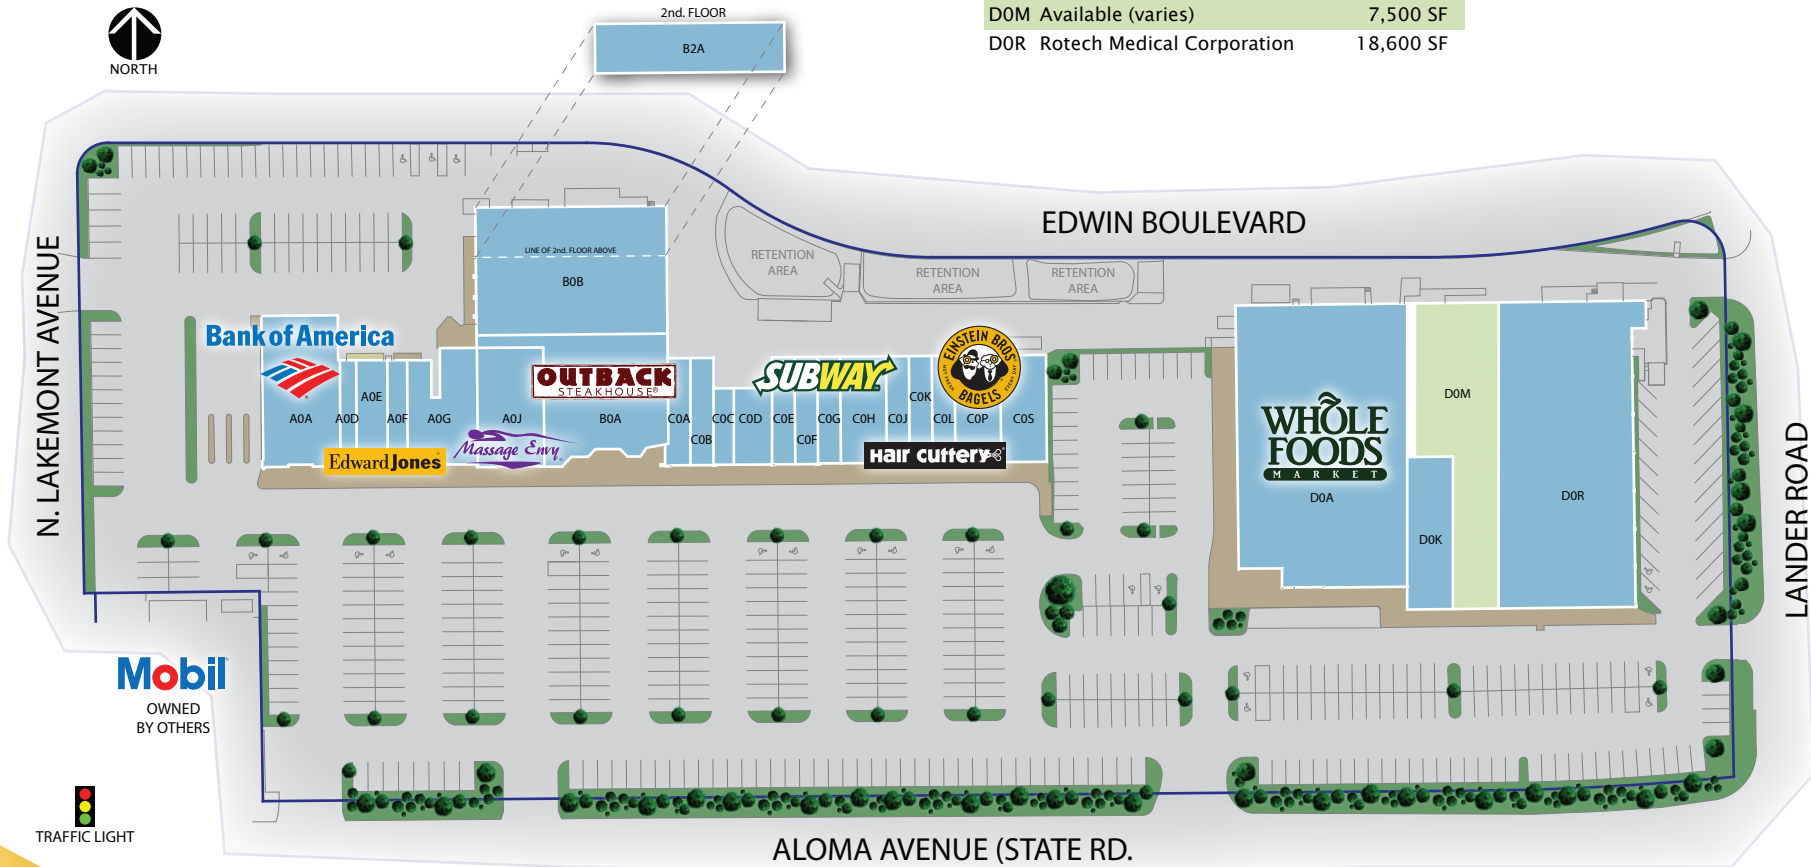 2nd. FLOOR
B2A
D0M Available (varies) 7,500 SF
D0R Rotech Medical Corporation 18,600 SF
NORTH
EDWIN BOULEVARD
N. LAKEMONT AVENUE
LANDER ROAD
LINE OF 2nd. FLOOR ABOVE
B0B
RETENTION
AREA
RETENTION
AREA
RETENTION
AREA
Bank of America
OUTBACK
STEAKHOUSE®
SUBWAY
EINSTEIN BROS
BAGELS
A0A
A0D
A0E
A0F
A0G
A0J
B0A
C0A
C0B
C0C
C0D
C0E
C0F
C0G
C0H
C0J
C0K
C0L
C0P
C0S
Edward Jones
Massage Envy
Hair Cuttery
WHOLE
FOODS
MARKET
D0A
D0K
D0M
D0R
Mobil
OWNED
BY OTHERS
TRAFFIC LIGHT
ALOMA AVENUE (STATE RD.